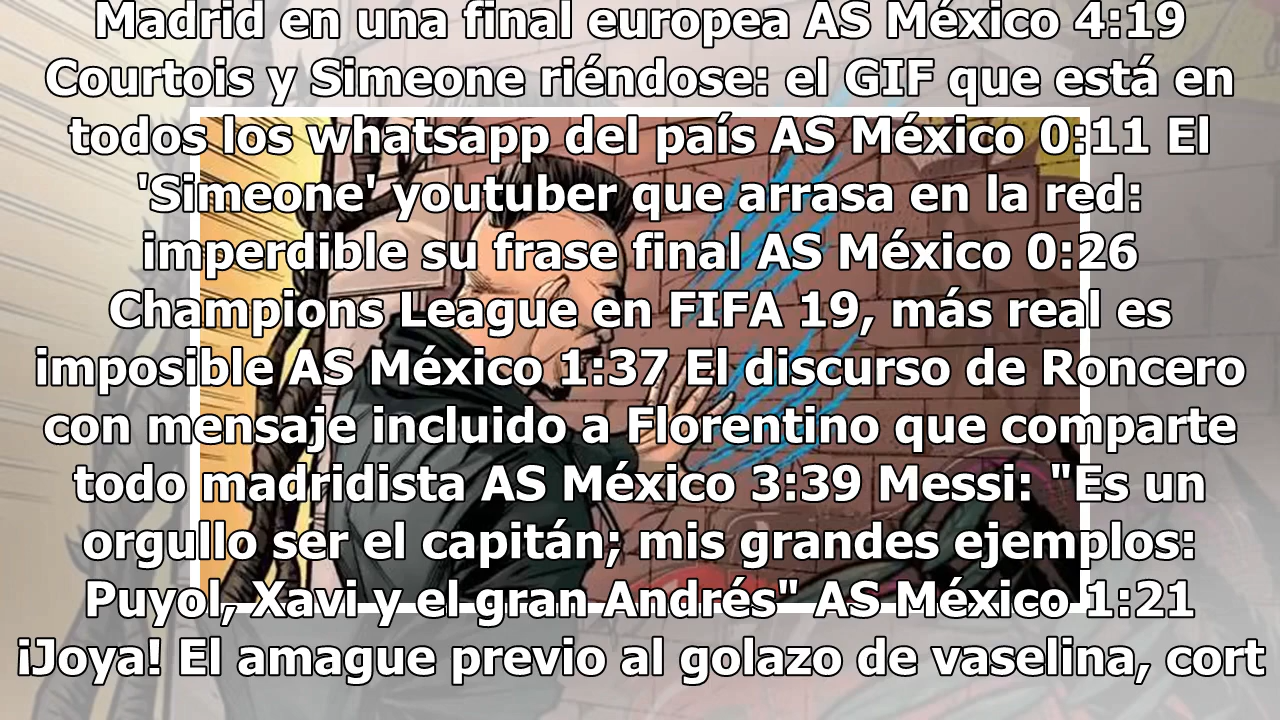 Madrid en una final europea AS México 4:19
Courtois y Simeone riéndose: el GIF que está en
todos los whatsapp del país AS México 0:11 El
'Simeone' youtuber que arrasa en la red:
imperdible su frase final AS México 0:26
Champions League en FIFA 19, más real es
imposible AS México 1:37 El discurso de Roncero
con mensaje incluido a Florentino que comparte
todo madridista AS México 3:39 Messi: "Es un
orgullo ser el capitán; mis grandes ejemplos:
Puyol, Xavi y el gran Andrés" AS México 1:21
¡Joya! El amague previo al golazo de vaselina, cort